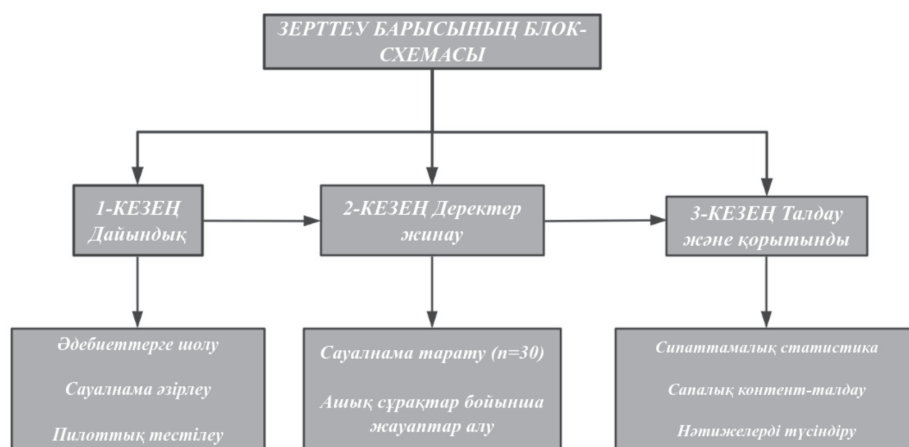 ЗЕРТТЕУ БАРЫСЫНЫҢ БЛОК-
СХЕМАСЫ
1-КЕЗЕҢ
Дайындық
2-КЕЗЕҢ Деректер
жинау
3-КЕЗЕҢ Талдау
және қорытынды
Әдебиеттерге шолу
Сауалнама әзірлеу
Пилоттық тестілеу
Сауалнама тарату (n=30)
Ашық сұрақтар бойынша
жауаптар алу
Сипаттамалық статистика
Сапалық контент-талдау
Нәтижелерді түсіндіру